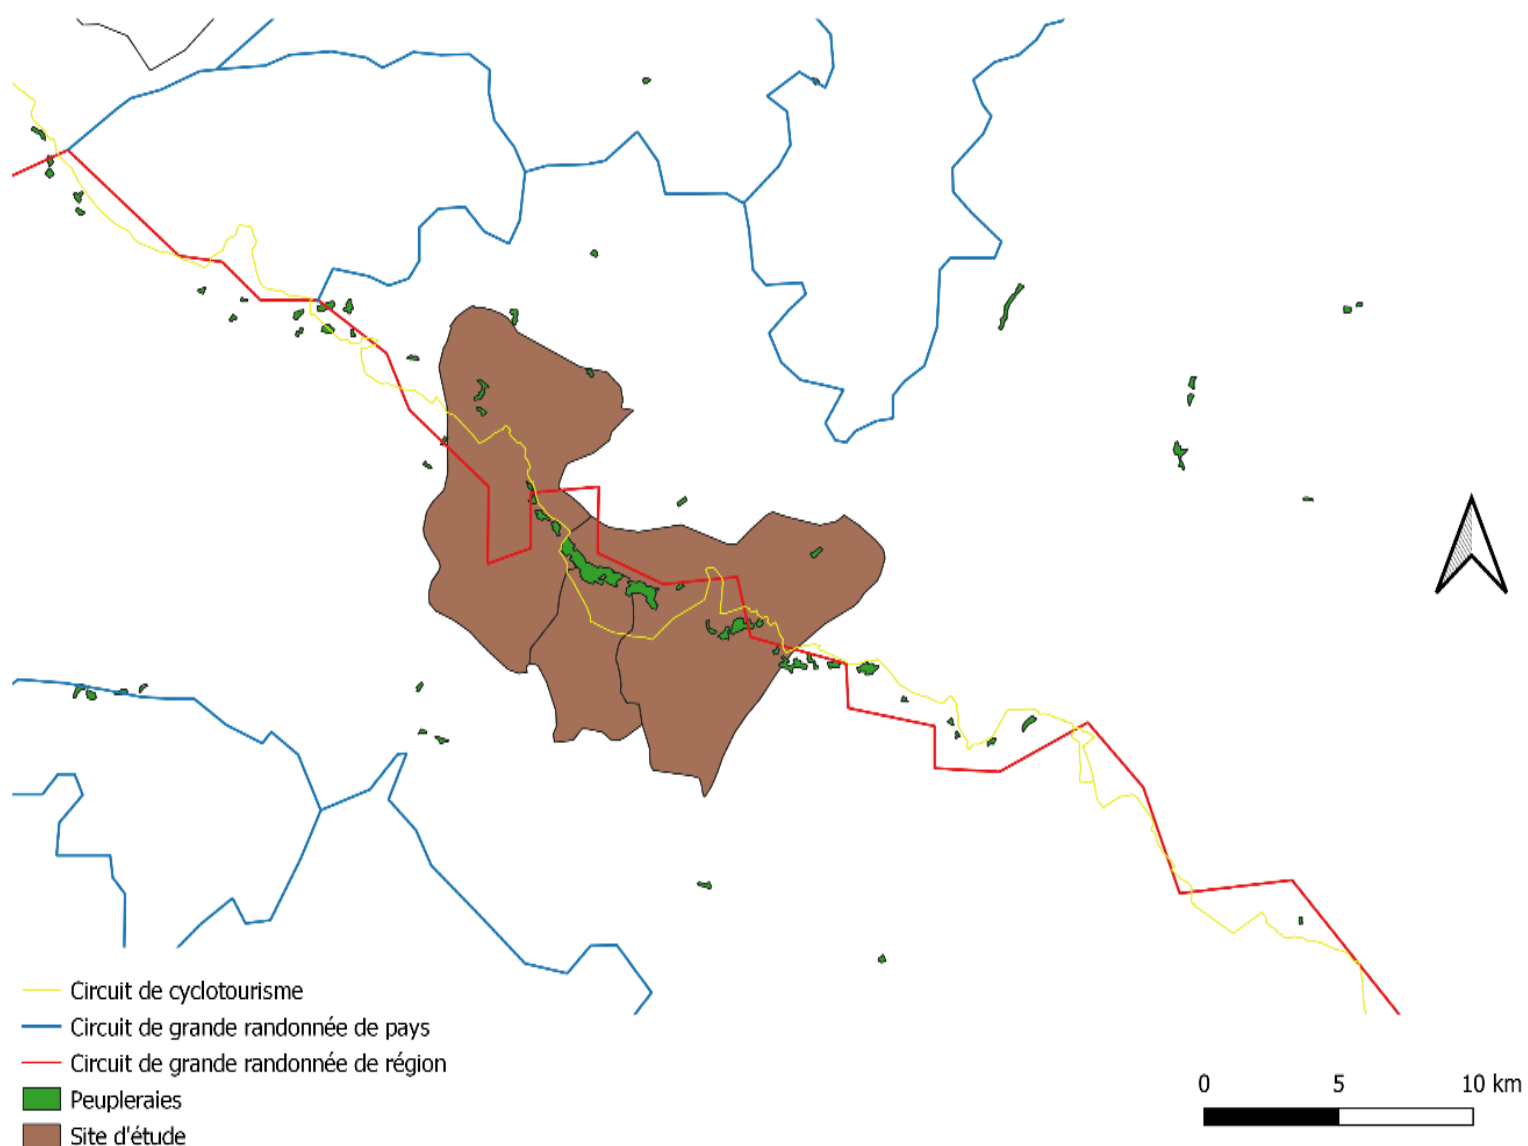 Circuit de cyclotourisme
Circuit de grande randonnée de pays
Circuit de grande randonnée de région
Peupleraies
Site d'étude
0 5 10 km